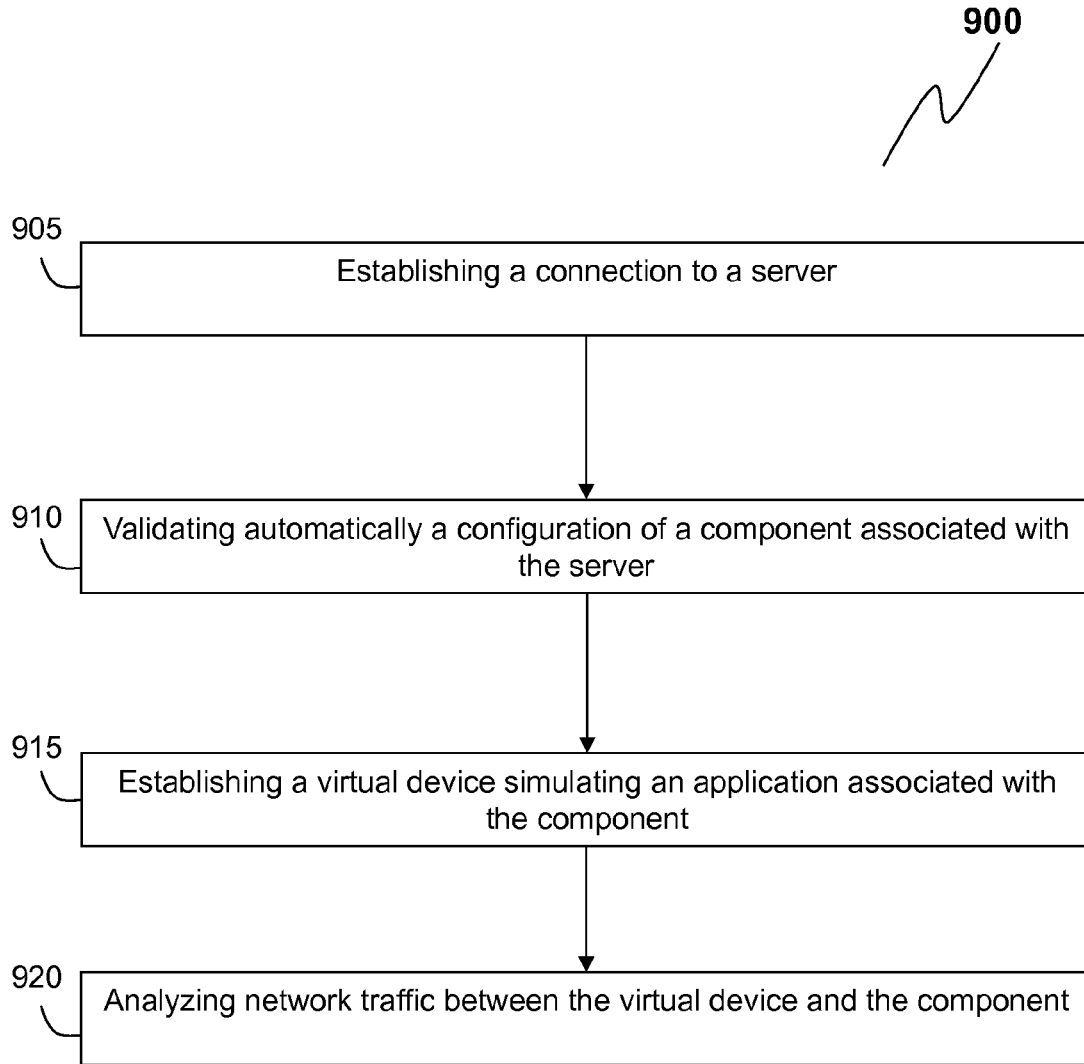 900
905
Establishing a connection to a server
910
Validating automatically a configuration of a component associated with
the server
915
Establishing a virtual device simulating an application associated with
the component
920
Analyzing network traffic between the virtual device and the component